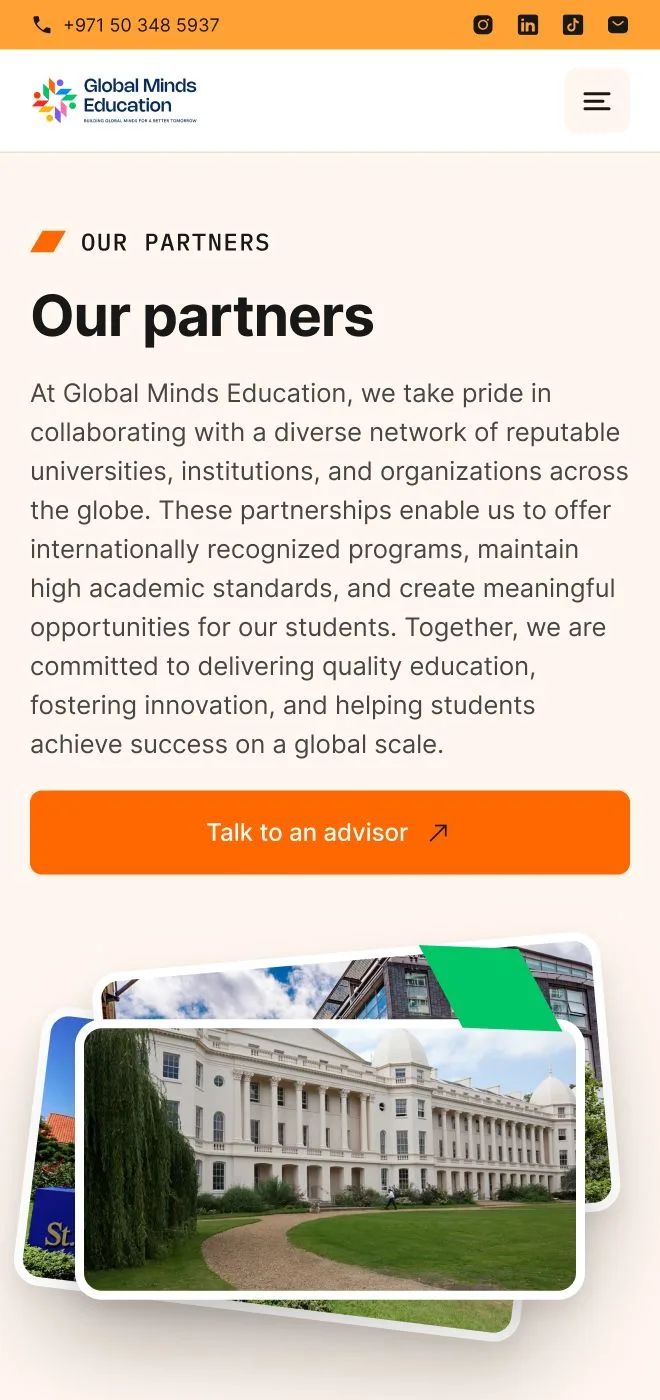 +971 50 348 5937
Global Minds
Education
BUILDING GLOBAL MINDS FOR A BETTER TOMORROW
OUR PARTNERS
Our partners
At Global Minds Education, we take pride in
collaborating with a diverse network of reputable
universities, institutions, and organizations across
the globe. These partnerships enable us to offer
internationally recognized programs, maintain
high academic standards, and create meaningful
opportunities for our students. Together, we are
committed to delivering quality education,
fostering innovation, and helping students
achieve success on a global scale.
Talk to an advisor
St.